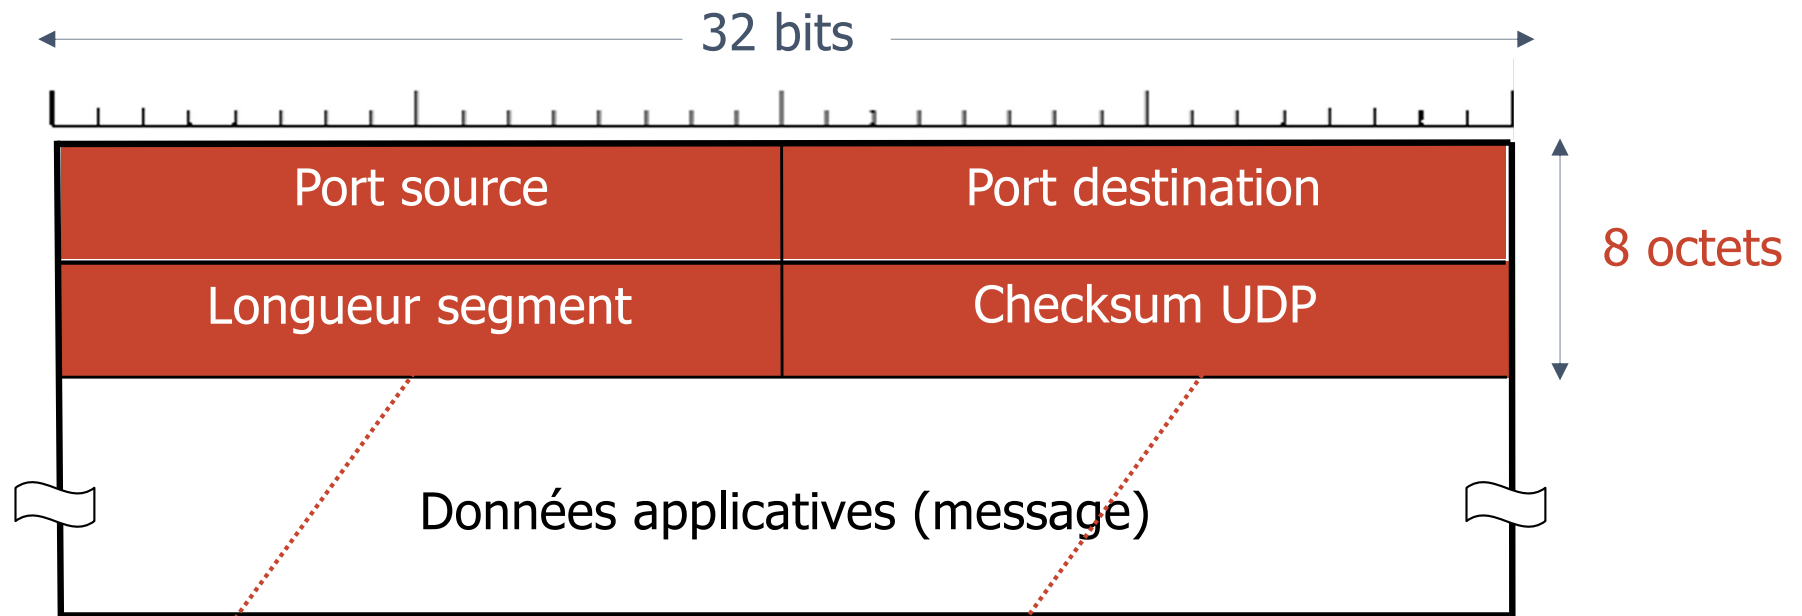 32 bits
Port source
Port destination
8 octets
Longueur segment
Checksum UDP
Données applicatives (message)